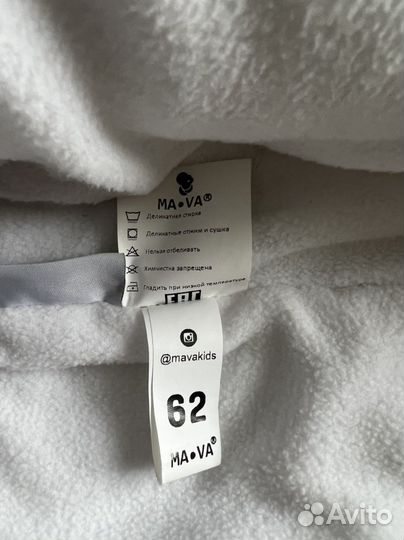 MA•VA®
Деликатная стирка
Деликатные отжим и сушка
Нельзя отбеливать
Химчистка запрещена
Гладить при низкой температуре
EAC
@mavakids
62
MA•VA®
Avito